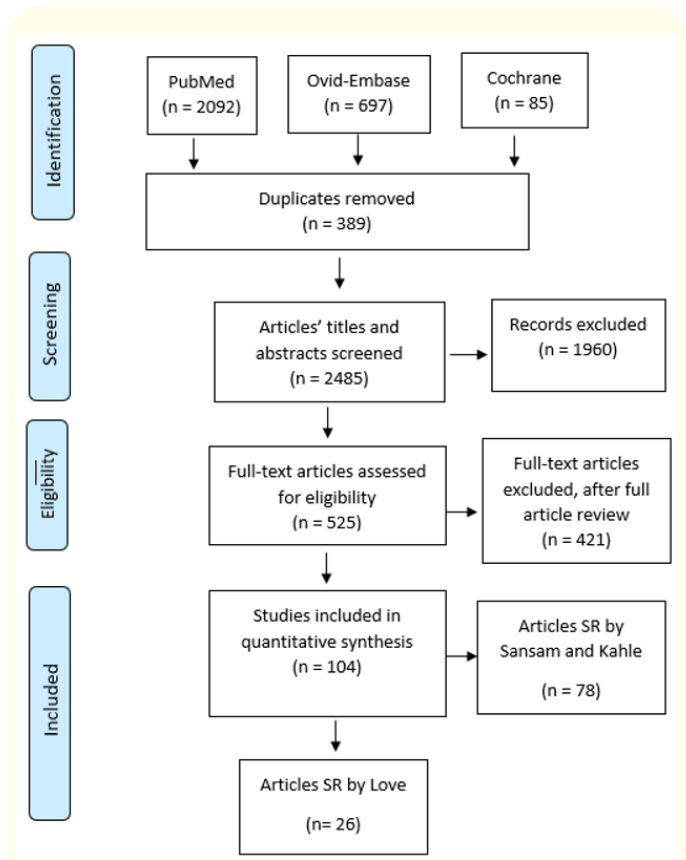 Identification
PubMed
(n = 2092)
Ovid-Embase
(n = 697)
Cochrane
(n = 85)
Duplicates removed
(n = 389)
Screening
Articles’ titles and
abstracts screened
(n = 2485)
Records excluded
(n = 1960)
Eligibility
Full-text articles assessed
for eligibility
(n = 525)
Full-text articles
excluded, after full
article review
(n = 421)
Included
Studies included in
quantitative synthesis
(n = 104)
Articles SR by
Sansam and Kahle
(n = 78)
Articles SR by Love
(n= 26)